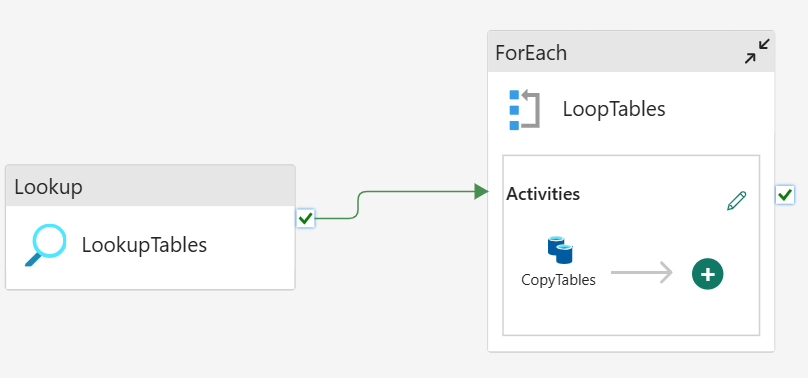 Lookup
LookupTables
ForEach
LoopTables
Activities
CopyTables